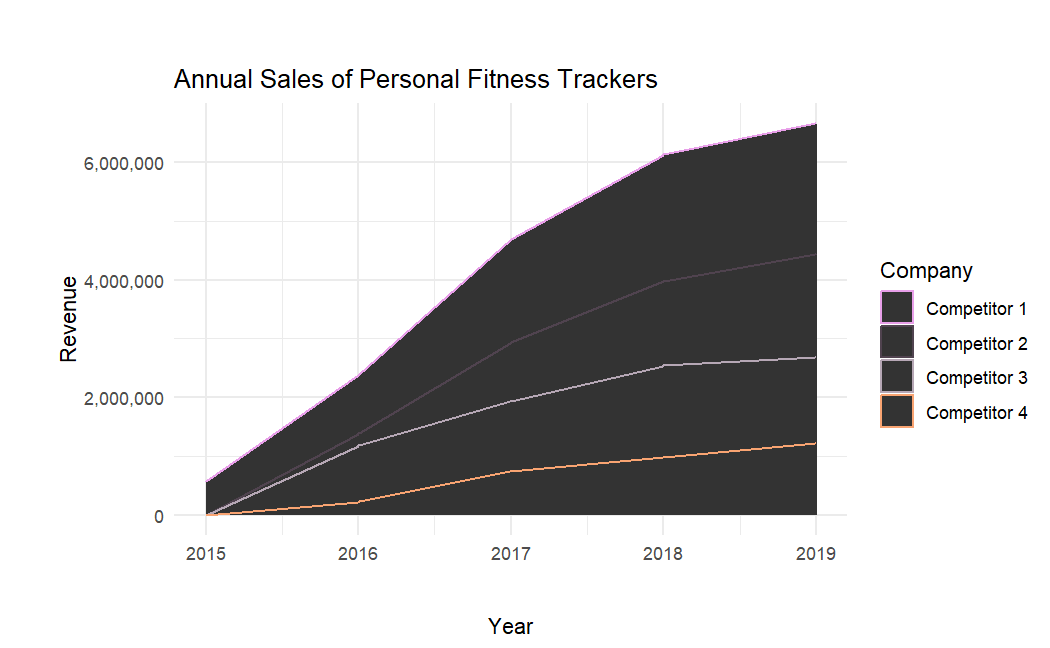 Annual Sales of Personal Fitness Trackers
6,000,000
4,000,000
2,000,000
0
Revenue
2015 2016 2017 2018 2019
Year
Company
Competitor 1
Competitor 2
Competitor 3
Competitor 4